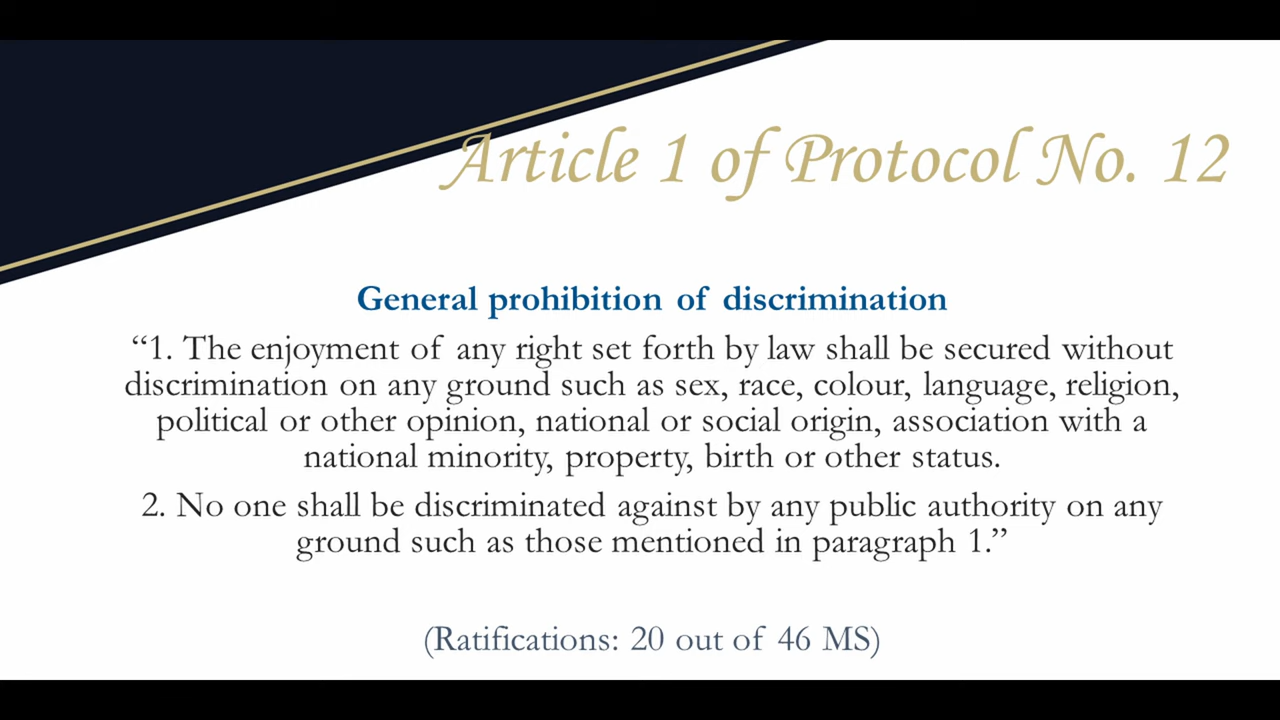 Article 1 of Protocol No. 12
General prohibition of discrimination
“1. The enjoyment of any right set forth by law shall be secured without
discrimination on any ground such as sex, race, colour, language, religion,
political or other opinion, national or social origin, association with a
national minority, property, birth or other status.
2. No one shall be discriminated against by any public authority on any
ground such as those mentioned in paragraph 1.”
(Ratifications: 20 out of 46 MS)